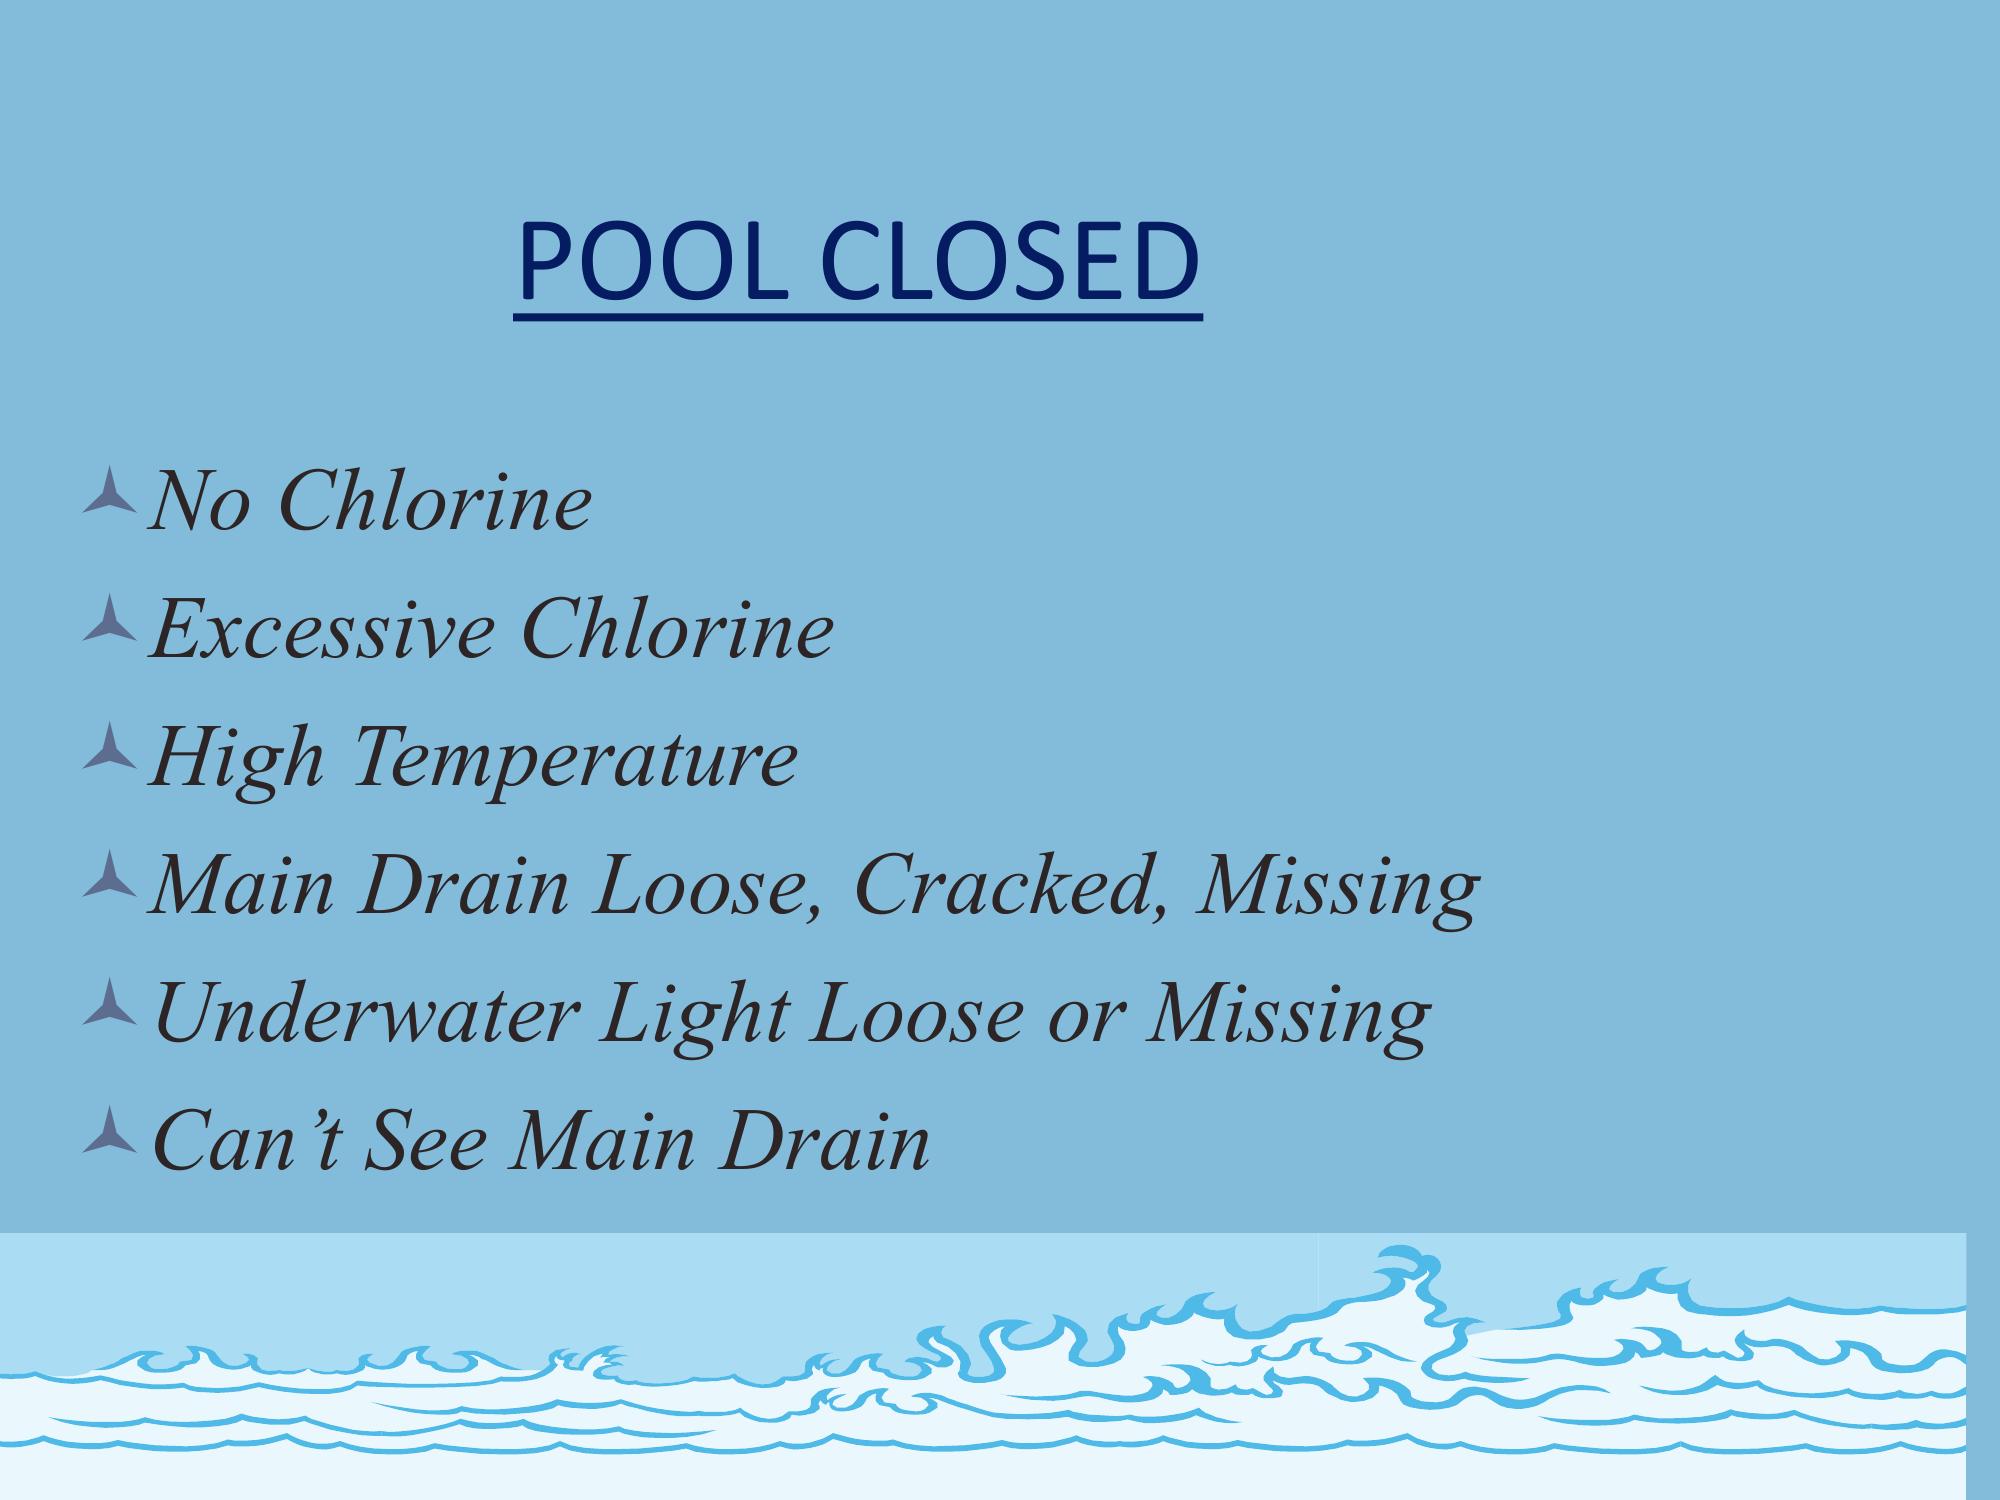 POOL CLOSED
No Chlorine
Excessive Chlorine
High Temperature
Main Drain Loose, Cracked, Missing
Underwater Light Loose or Missing
Can’t See Main Drain